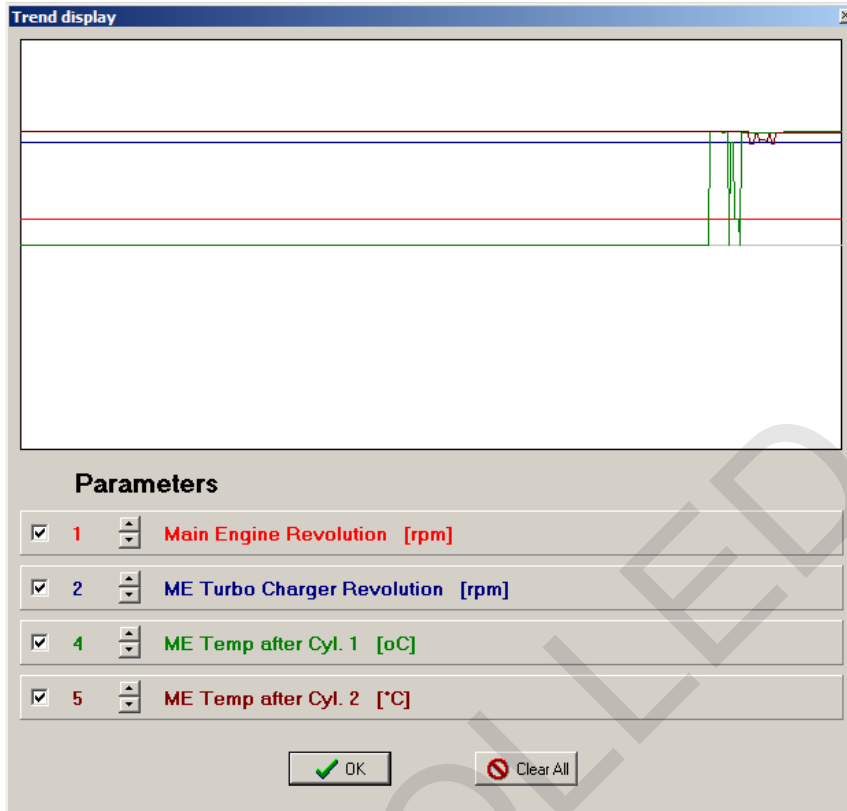 Trend display
Parameters
1 Main Engine Revolution [rpm]
2 ME Turbo Charger Revolution [rpm]
4 ME Temp after Cyl. 1 [oC]
5 ME Temp after Cyl. 2 [°C]
OK Clear All
OLLED